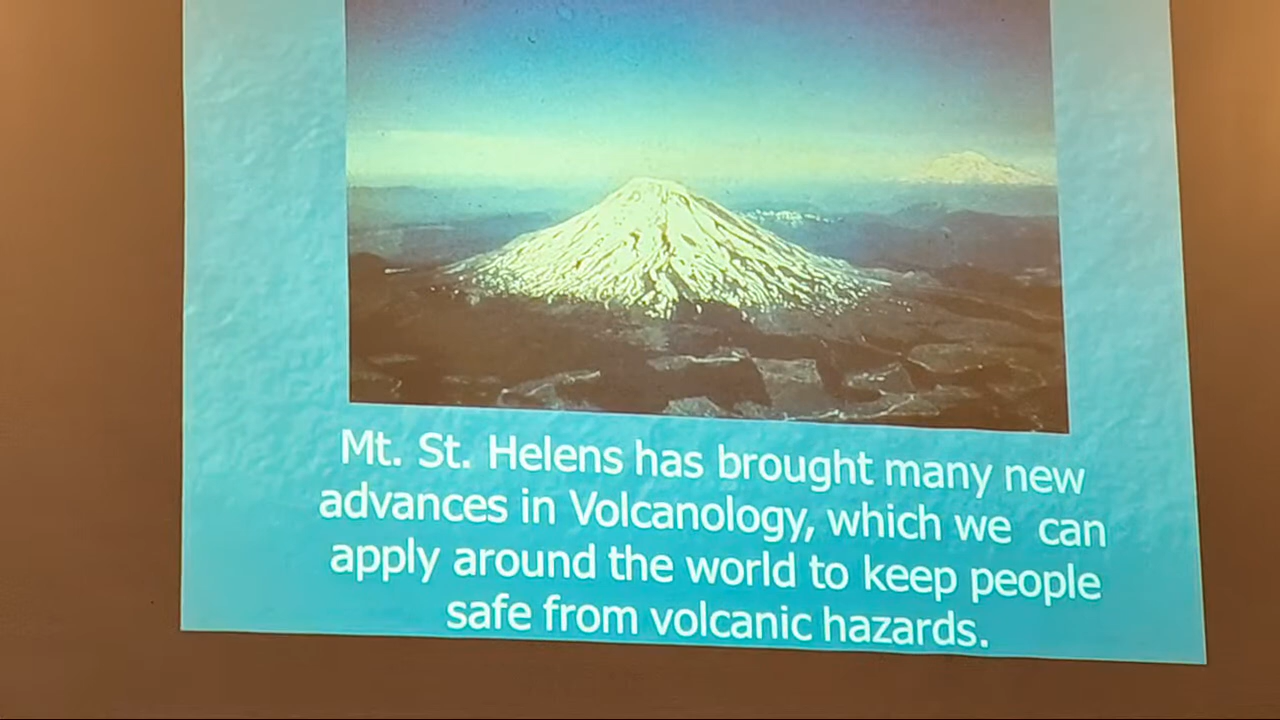 Mt. St. Helens has brought many new
advances in Volcanology, which we can
apply around the world to keep people
safe from volcanic hazards.